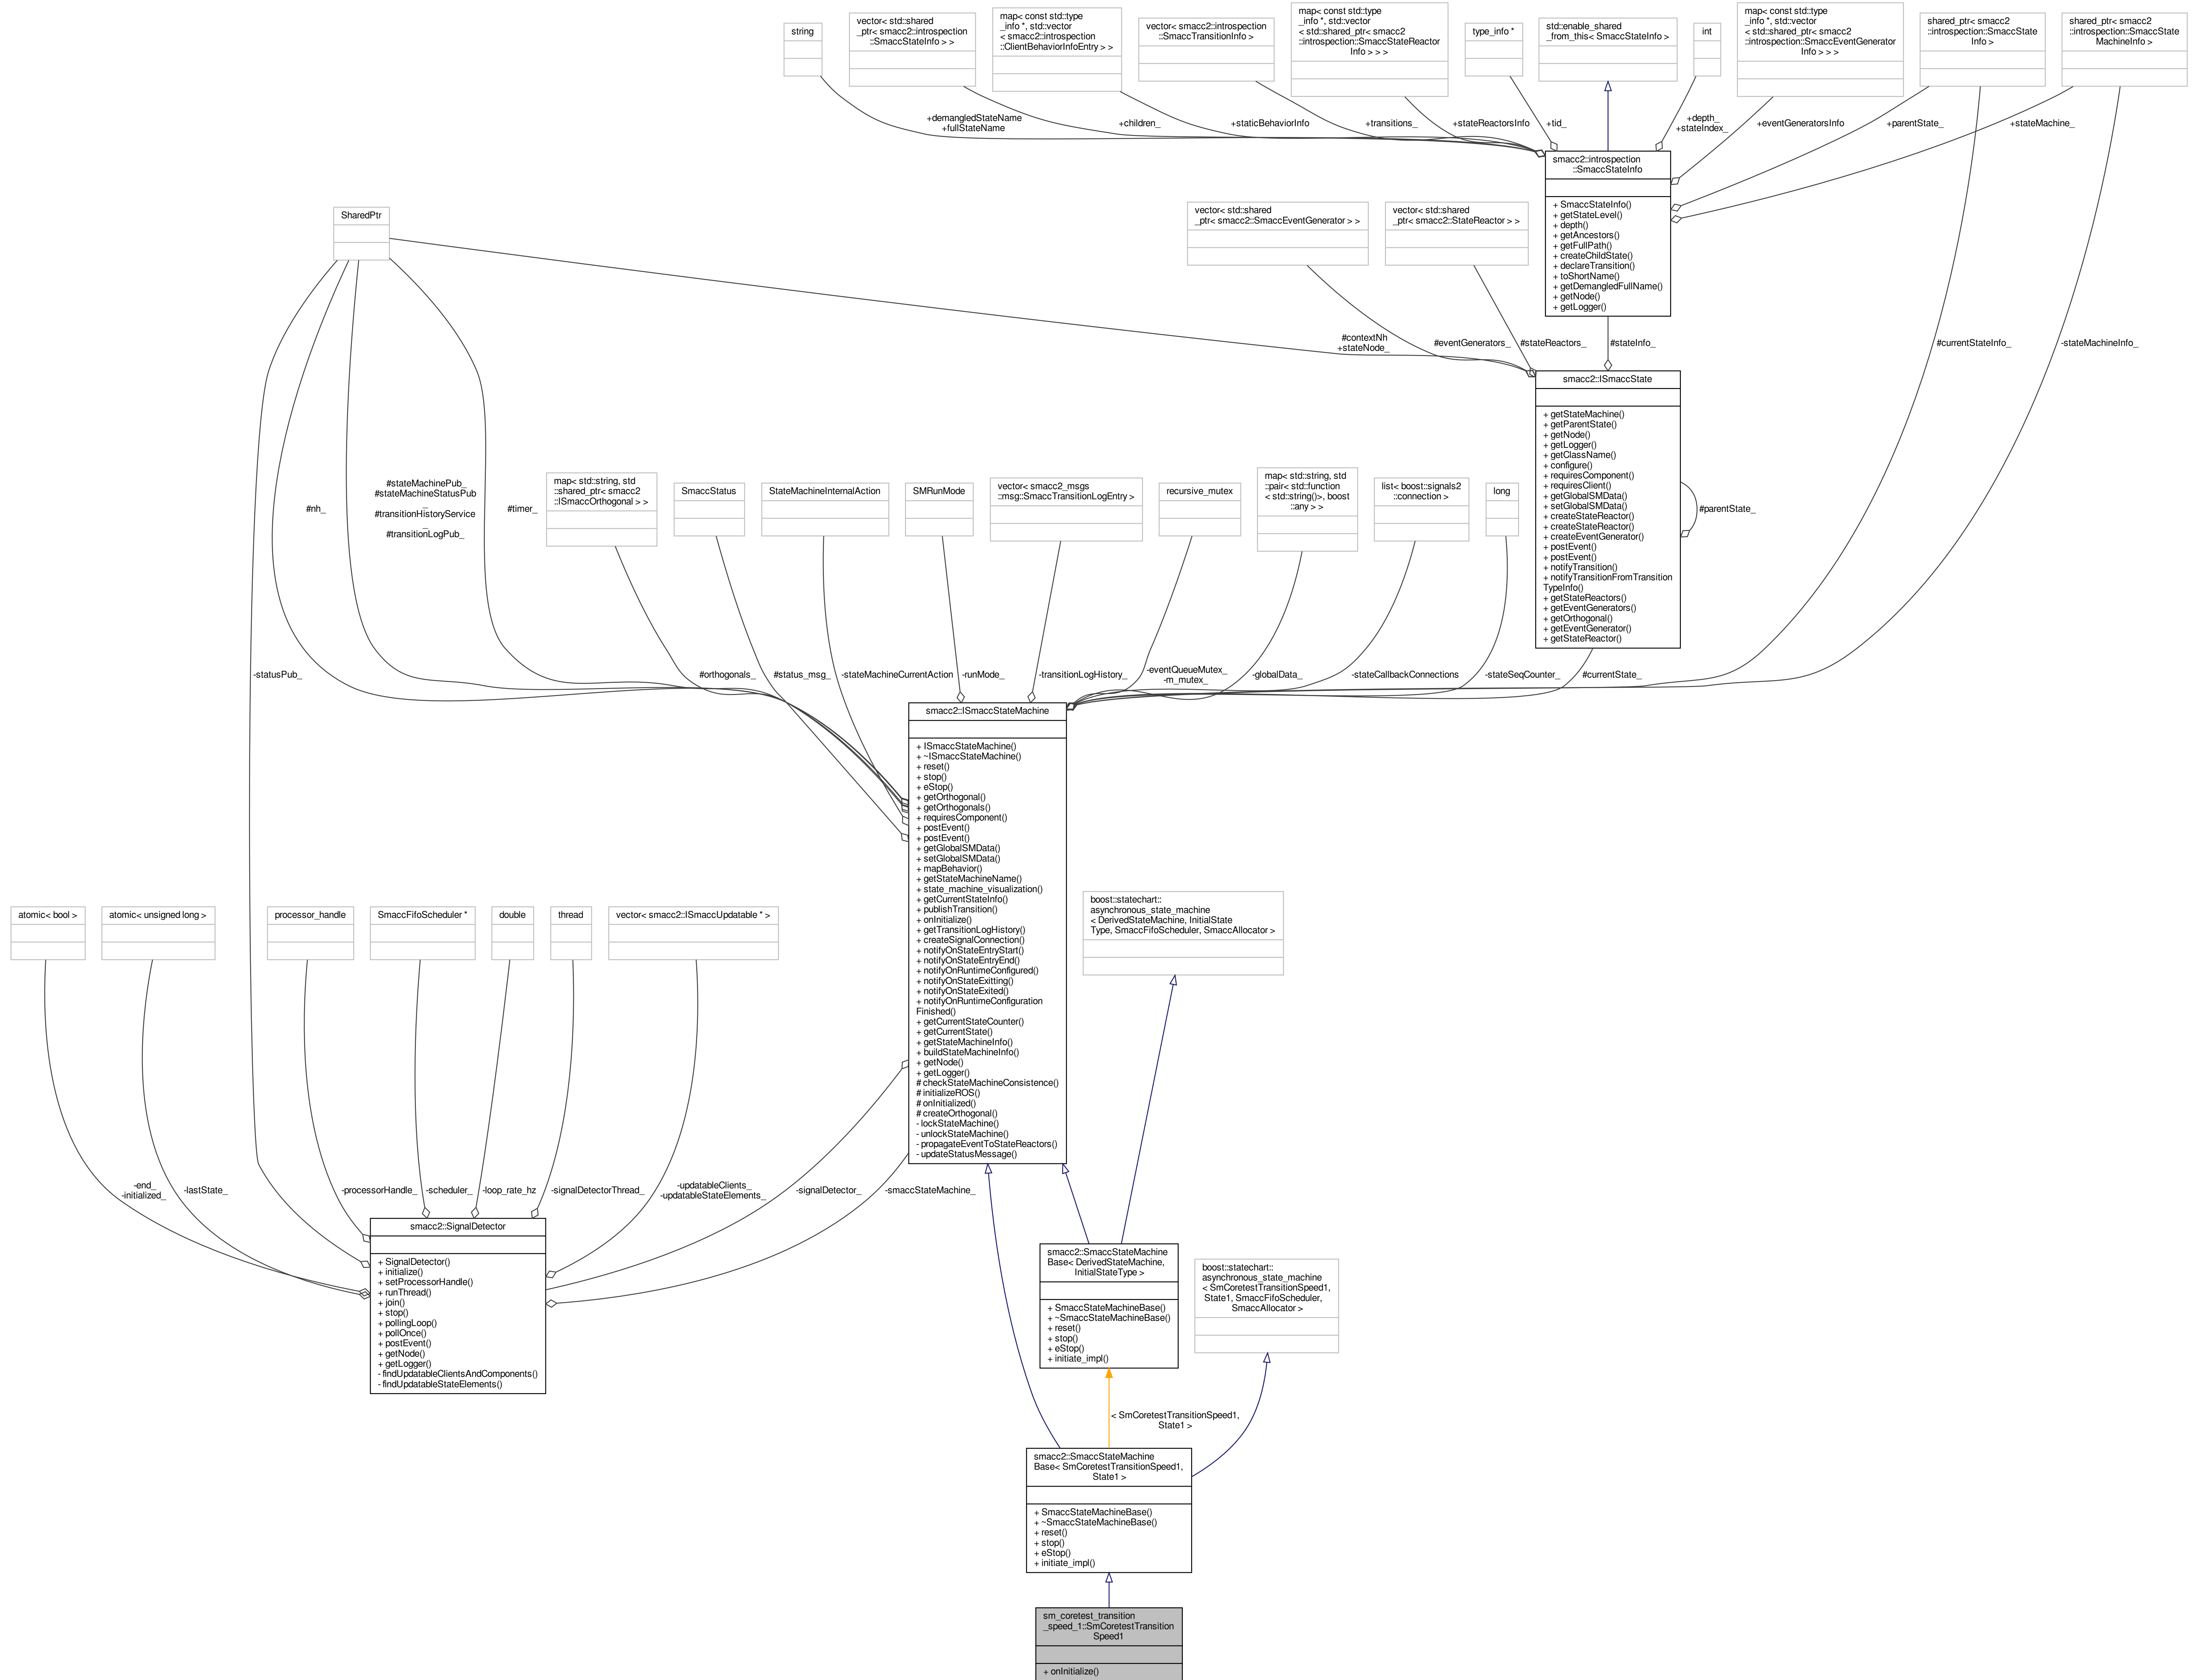 string
vector< std::shared
_ptr< smacc2::introspection
::SmaccStateInfo > >
map< const std::type
_info *, std::vector
< smacc2::introspection
::ClientBehaviorInfoEntry > >
vector< smacc2::introspection
::SmaccTransitionInfo >
map< const std::type
_info *, std::vector
< std::shared_ptr< smacc2
::introspection::SmaccStateReactor
Info > > >
type_info *
std::enable_shared
_from_this< SmaccStateInfo >
int
map< const std::type
_info *, std::vector
< std::shared_ptr< smacc2
::introspection::SmaccEventGenerator
Info > > >
shared_ptr< smacc2
::introspection::SmaccState
Info >
shared_ptr< smacc2
::introspection::SmaccState
MachineInfo >
+demangledStateName
+fullStateName
+children_
+staticBehaviorInfo
+transitions_
+stateReactorsInfo
+tid_
+depth_
+stateIndex_
+eventGeneratorsInfo
+parentState_
+stateMachine_
smacc2::introspection
::SmaccStateInfo
+ SmaccStateInfo()
+ getStateLevel()
+ depth()
+ getAncestors()
+ getFullPath()
+ createChildState()
+ declareTransition()
+ toShortName()
+ getDemangledFullName()
+ getNode()
+ getLogger()
SharedPtr
vector< std::shared
_ptr< smacc2::SmaccEventGenerator > >
vector< std::shared
_ptr< smacc2::StateReactor > >
#contextNh
+stateNode_
#eventGenerators_
#stateReactors_
#stateInfo_
#currentStateInfo_
-stateMachineInfo_
smacc2::ISmaccState
+ getStateMachine()
+ getParentState()
+ getNode()
+ getLogger()
+ getClassName()
+ configure()
+ requiresComponent()
+ requiresClient()
+ getGlobalSMData()
+ setGlobalSMData()
+ createStateReactor()
+ createStateReactor()
+ createEventGenerator()
+ postEvent()
+ postEvent()
+ notifyTransition()
+ notifyTransitionFromTransition
TypeInfo()
+ getStateReactors()
+ getEventGenerators()
+ getOrthogonal()
+ getEventGenerator()
+ getStateReactor()
#parentState_
#nh_
#stateMachinePub_
#stateMachineStatusPub
_
#transitionHistoryService
_
#transitionLogPub_
#timer_
map< std::string, std
::shared_ptr< smacc2
::ISmaccOrthogonal > >
SmaccStatus
StateMachineInternalAction
SMRunMode
vector< smacc2_msgs
::msg::SmaccTransitionLogEntry >
recursive_mutex
map< std::string, std
::pair< std::function
< std::string()>, boost
::any > >
list< boost::signals2
::connection >
long
-statusPub_
#orthogonals_
#status_msg_
-stateMachineCurrentAction
-runMode_
-transitionLogHistory_
-eventQueueMutex_
-m_mutex_
-globalData_
-stateCallbackConnections
-stateSeqCounter_
#currentState_
smacc2::ISmaccStateMachine
+ ISmaccStateMachine()
+ ~ISmaccStateMachine()
+ reset()
+ stop()
+ eStop()
+ getOrthogonal()
+ getOrthogonals()
+ requiresComponent()
+ postEvent()
+ postEvent()
+ getGlobalSMData()
+ setGlobalSMData()
+ mapBehavior()
+ getStateMachineName()
+ state_machine_visualization()
+ getCurrentStateInfo()
+ publishTransition()
+ onInitialize()
+ getTransitionLogHistory()
+ createSignalConnection()
+ notifyOnStateEntryStart()
+ notifyOnStateEntryEnd()
+ notifyOnRuntimeConfigured()
+ notifyOnStateExitting()
+ notifyOnStateExited()
+ notifyOnRuntimeConfiguration
Finished()
+ getCurrentStateCounter()
+ getCurrentState()
+ getStateMachineInfo()
+ buildStateMachineInfo()
+ getNode()
+ getLogger()
# checkStateMachineConsistence()
# initializeROS()
# onInitialized()
# createOrthogonal()
- lockStateMachine()
- unlockStateMachine()
- propagateEventToStateReactors()
- updateStatusMessage()
boost::statechart::
asynchronous_state_machine
< DerivedStateMachine, InitialState
Type, SmaccFifoScheduler, SmaccAllocator >
atomic< bool >
atomic< unsigned long >
processor_handle
SmaccFifoScheduler *
double
thread
vector< smacc2::ISmaccUpdatable * >
-end_
-initialized_
-lastState_
-processorHandle_
-scheduler_
-loop_rate_hz
-signalDetectorThread_
-updatableClients_
-updatableStateElements_
-signalDetector_
-smaccStateMachine_
smacc2::SignalDetector
+ SignalDetector()
+ initialize()
+ setProcessorHandle()
+ runThread()
+ join()
+ stop()
+ pollingLoop()
+ pollOnce()
+ postEvent()
+ getNode()
+ getLogger()
- findUpdatableClientsAndComponents()
- findUpdatableStateElements()
smacc2::SmaccStateMachine
Base< DerivedStateMachine,
InitialStateType >
+ SmaccStateMachineBase()
+ ~SmaccStateMachineBase()
+ reset()
+ stop()
+ eStop()
+ initiate_impl()
boost::statechart::
asynchronous_state_machine
< SmCoretestTransitionSpeed1,
State1, SmaccFifoScheduler,
SmaccAllocator >
< SmCoretestTransitionSpeed1,
State1 >
smacc2::SmaccStateMachine
Base< SmCoretestTransitionSpeed1,
State1 >
+ SmaccStateMachineBase()
+ ~SmaccStateMachineBase()
+ reset()
+ stop()
+ eStop()
+ initiate_impl()
sm_coretest_transition
_speed_1::SmCoretestTransition
Speed1
+ onInitialize()